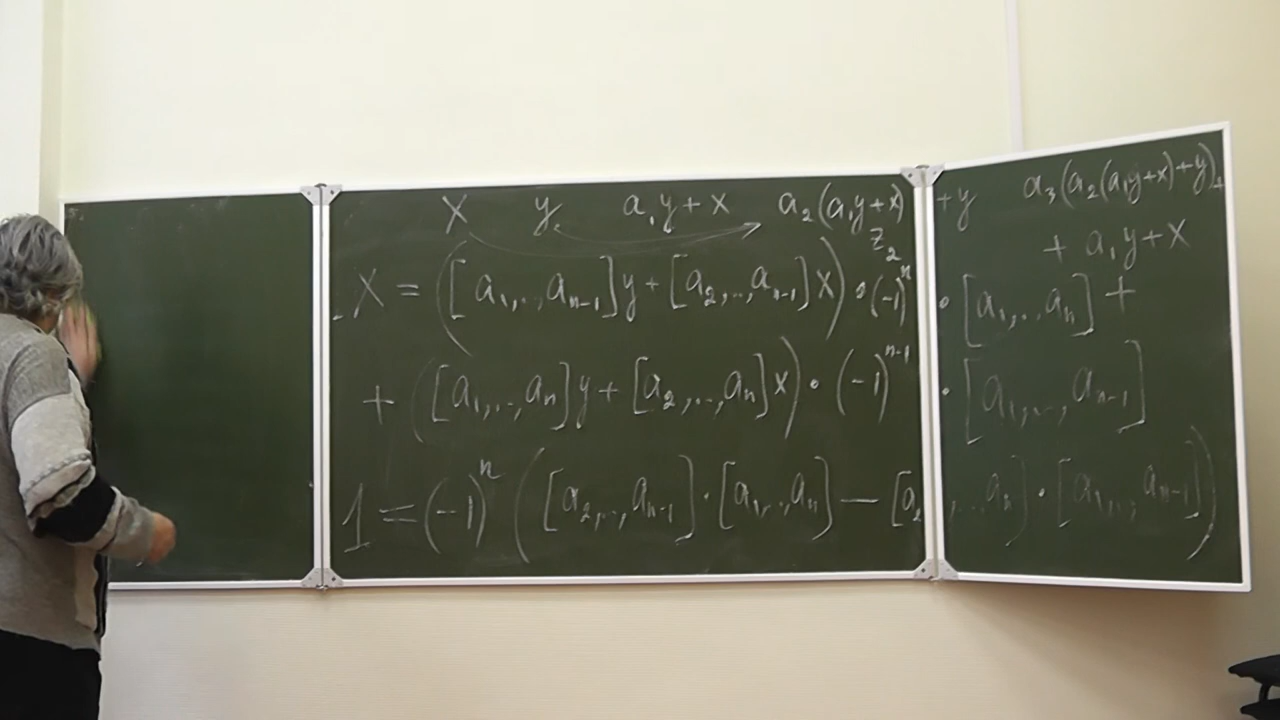 x y a₁y+x a₂(a₁y+x)+y a₃(a₂(a₁y+x)+y)+
z₂ + a₁y+x
x = ([a₁,..,aₙ₋₁]y+[a₂,..,aₙ₋₁]x)·(-1)ⁿ·[a₁,..,aₙ]+
+ ([a₁,..,aₙ]y+[a₂,..,aₙ]x)·(-1)ⁿ⁻¹·[a₁,..,aₙ₋₁]
1=(-1)ⁿ([a₂,..,aₙ₋₁]·[a₁,..,aₙ]—[a₂,..,aₙ]·[a₁,..,aₙ₋₁])